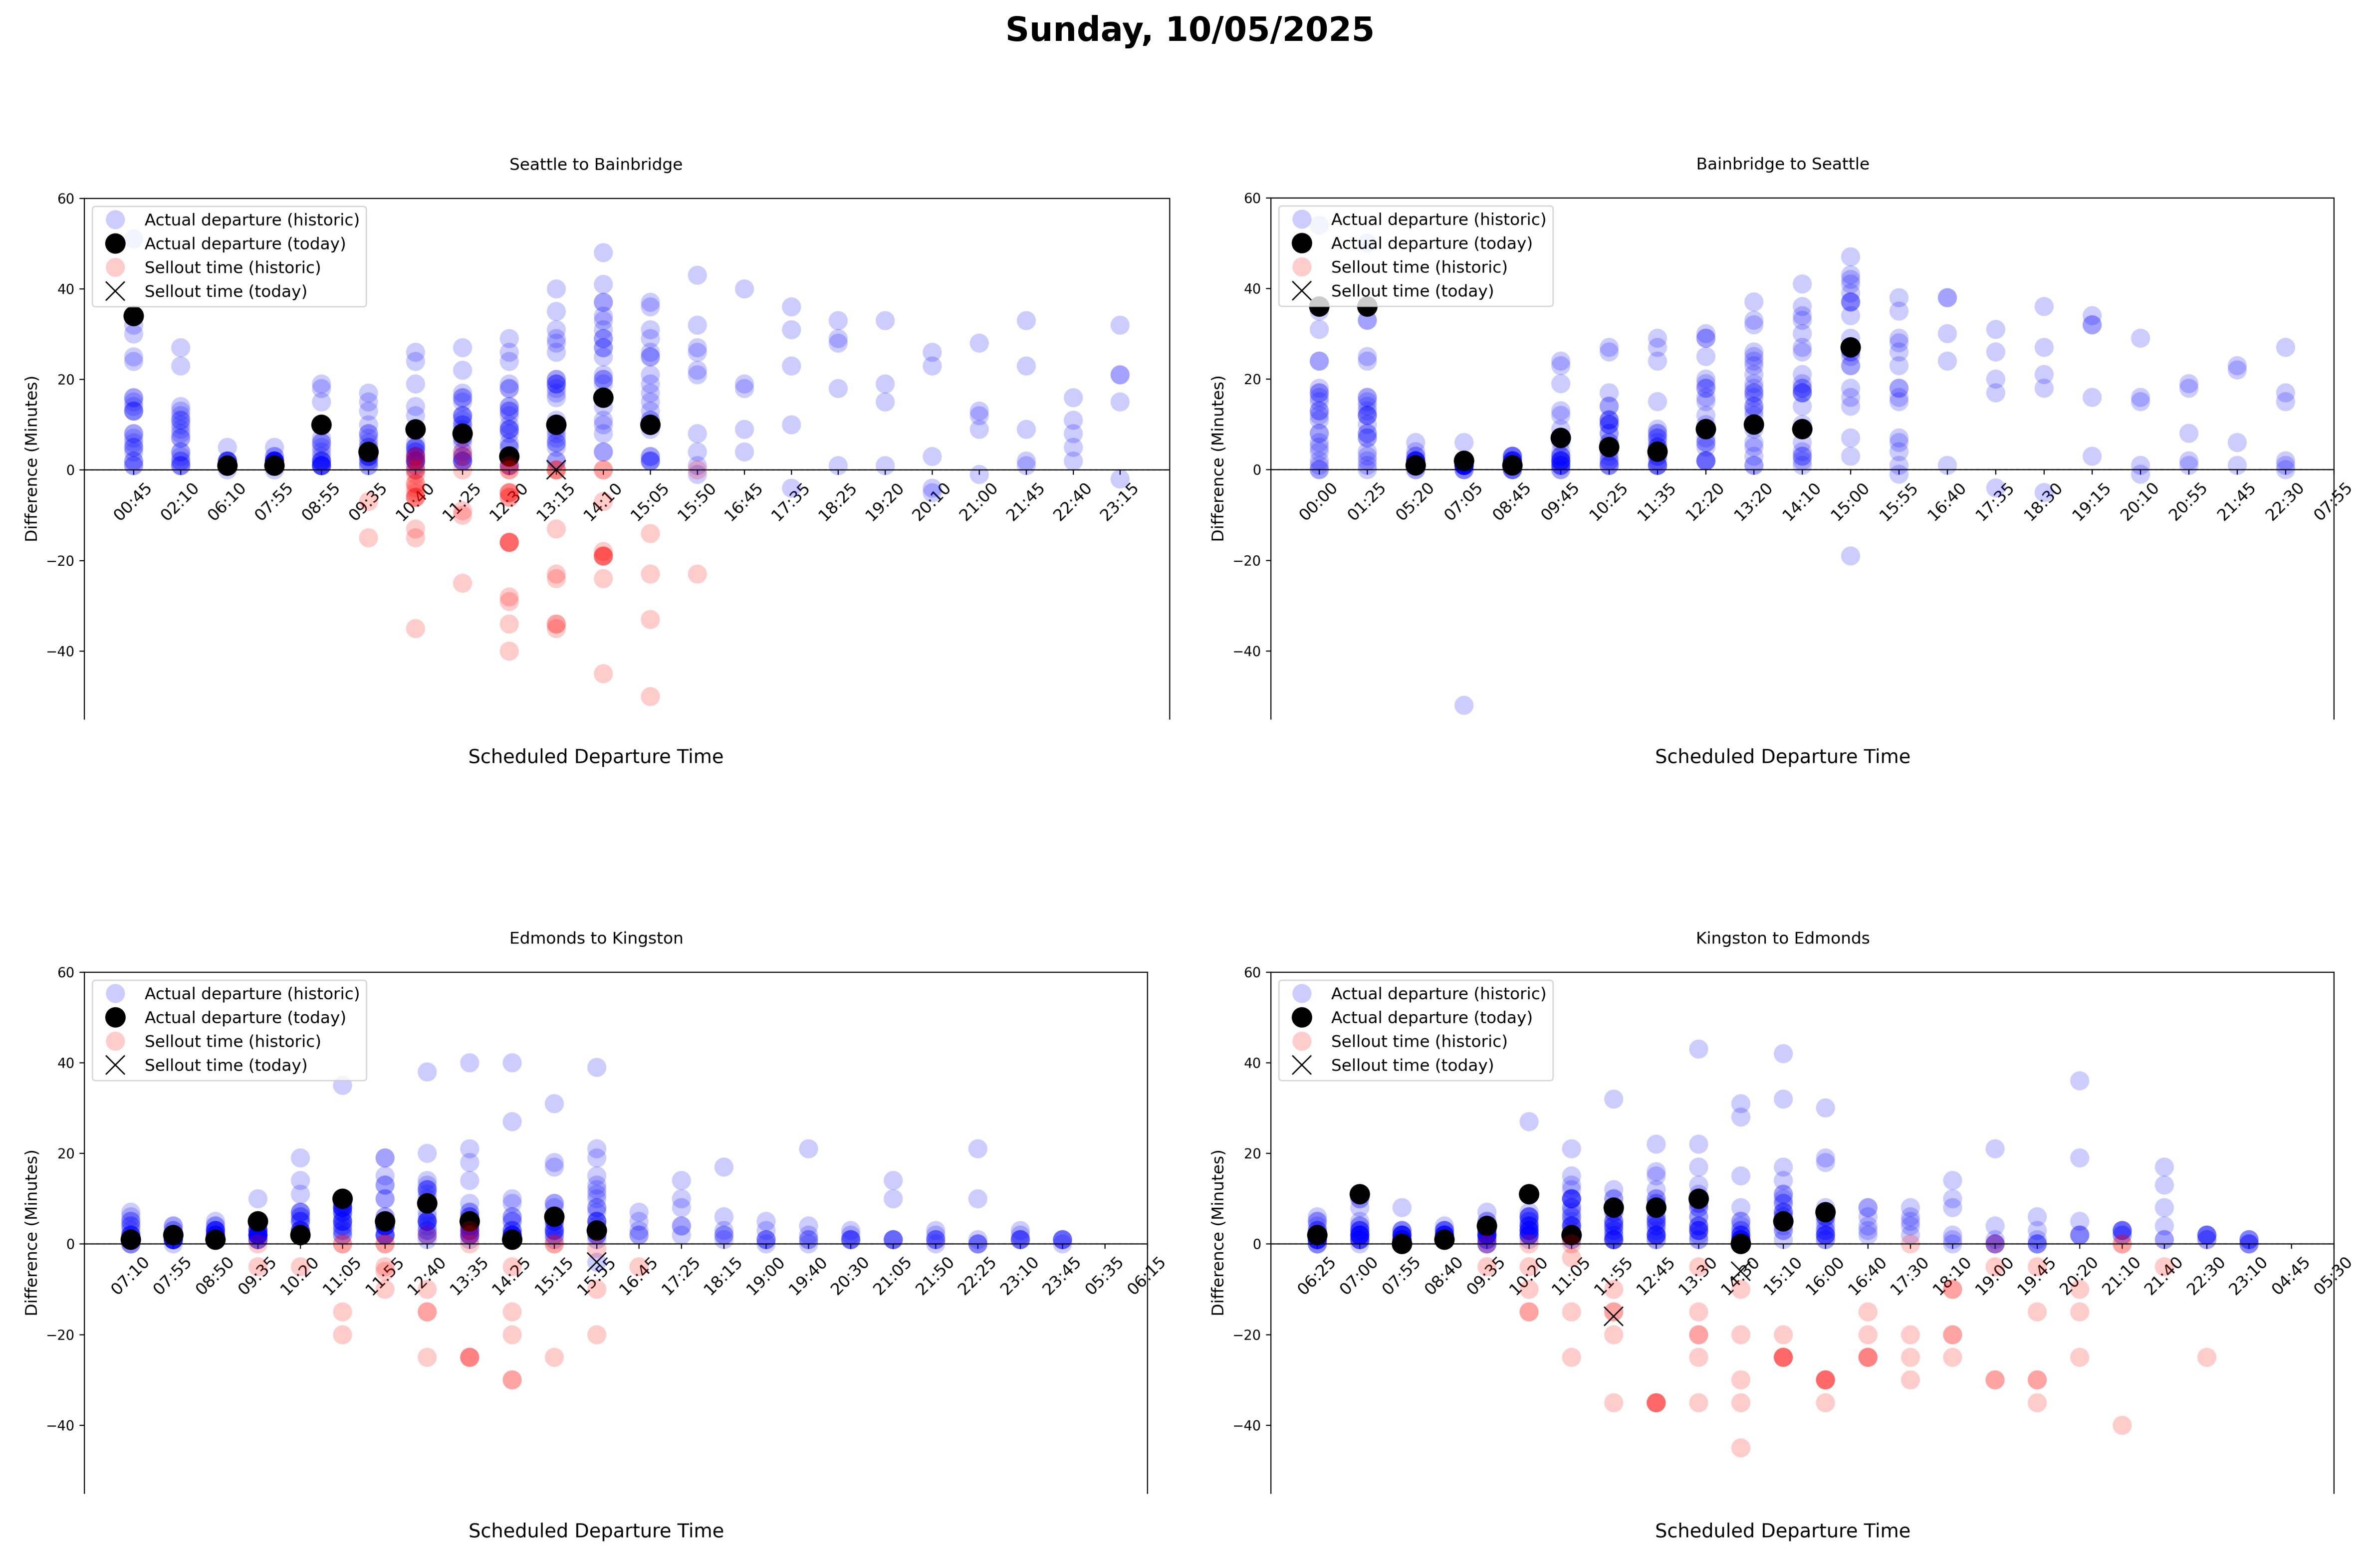 Sunday, 10/05/2025
Seattle to Bainbridge
60
40
20
0
−20
−40
Difference (Minutes)
Actual departure (historic)
Actual departure (today)
Sellout time (historic)
Sellout time (today)
00:45 02:10 06:10 07:55 08:55 09:35 10:40 11:25 12:30 13:15 14:10 15:05 15:50 16:45 17:35 18:25 19:20 20:10 21:00 21:45 22:40 23:15
Scheduled Departure Time
Bainbridge to Seattle
60
40
20
0
−20
−40
Difference (Minutes)
Actual departure (historic)
Actual departure (today)
Sellout time (historic)
Sellout time (today)
00:00 01:25 05:20 07:05 08:45 09:45 10:25 11:35 12:20 13:20 14:10 15:00 15:55 16:40 17:35 18:30 19:15 20:10 20:55 21:45 22:30 07:55
Scheduled Departure Time
Edmonds to Kingston
60
40
20
0
−20
−40
Difference (Minutes)
Actual departure (historic)
Actual departure (today)
Sellout time (historic)
Sellout time (today)
07:10 07:55 08:50 09:35 10:20 11:05 11:55 12:40 13:35 14:25 15:15 15:55 16:45 17:25 18:15 19:00 19:40 20:30 21:05 21:50 22:25 23:10 23:45 05:35 06:15
Scheduled Departure Time
Kingston to Edmonds
60
40
20
0
−20
−40
Difference (Minutes)
Actual departure (historic)
Actual departure (today)
Sellout time (historic)
Sellout time (today)
06:25 07:00 07:55 08:40 09:35 10:20 11:05 11:55 12:45 13:30 15:10 16:00 16:40 17:30 18:10 19:00 19:45 20:20 21:10 21:40 22:30 23:10 04:45 05:30
Scheduled Departure Time